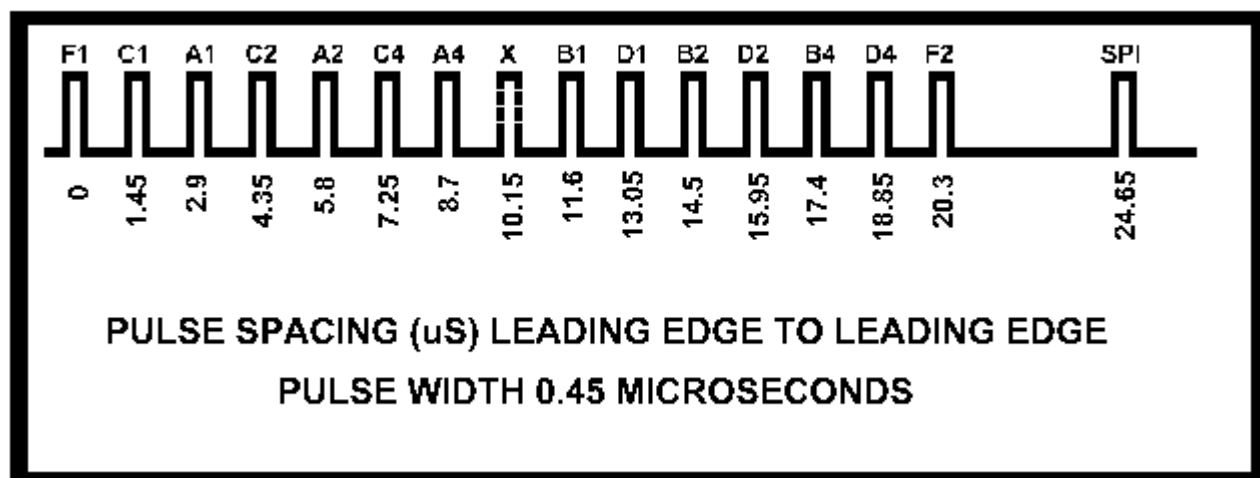 F1 C1 A1 C2 A2 C4 A4 X B1 D1 B2 D2 B4 D4 F2 SPI
0 1.45 2.9 4.35 5.8 7.25 8.7 10.15 11.6 13.05 14.5 15.95 17.4 18.85 20.3 24.65
PULSE SPACING (uS) LEADING EDGE TO LEADING EDGE
PULSE WIDTH 0.45 MICROSECONDS